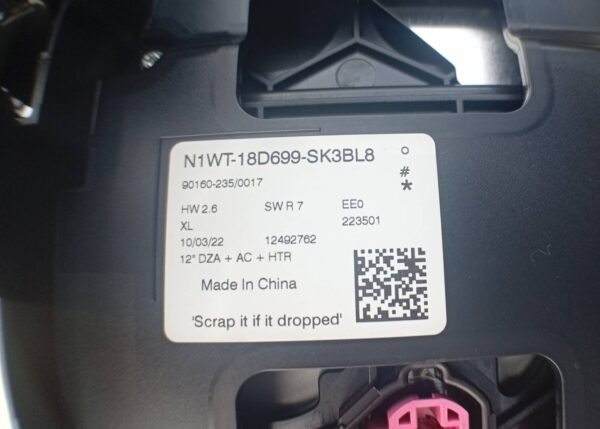 N1WT-18D699-SK3BL8 °
90160-235/0017 #
*
HW 2.6 SW R 7 EE0
XL 223501
10/03/22 12492762
12" DZA + AC + HTR
Made In China
'Scrap it if it dropped'